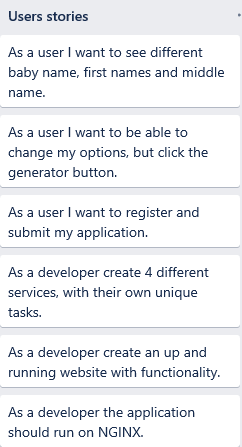 Users stories
As a user I want to see different
baby name, first names and middle
name.
As a user I want to be able to
change my options, but click the
generator button.
As a user I want to register and
submit my application.
As a developer create 4 different
services, with their own unique
tasks.
As a developer create an up and
running website with functionality.
As a developer the application
should run on NGINX.